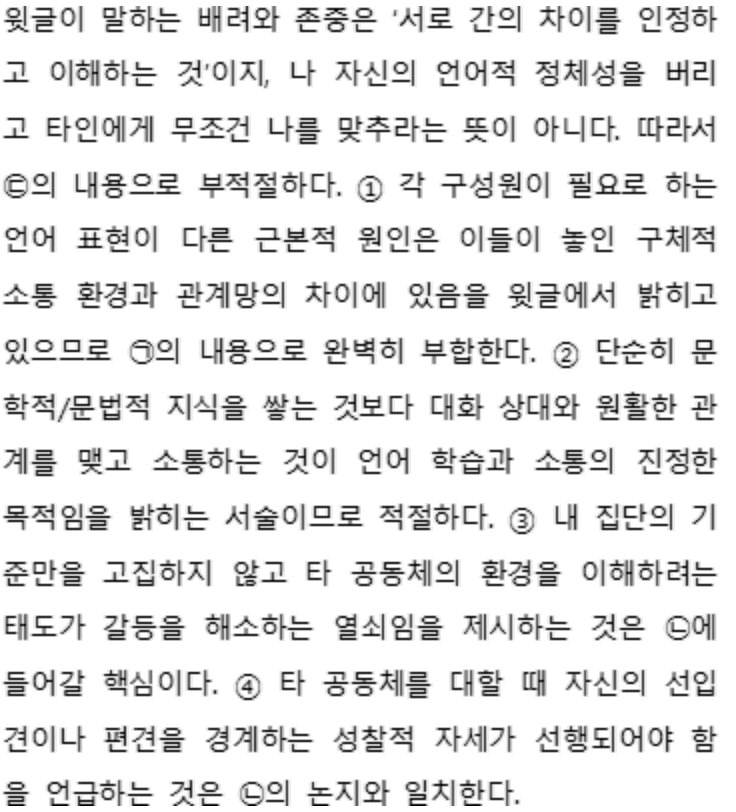 윗글이 말하는 배려와 존중은 ‘서로 간의 차이를 인정하
고 이해하는 것’이지, 나 자신의 언어적 정체성을 버리
고 타인에게 무조건 나를 맞추라는 뜻이 아니다. 따라서
㉢의 내용으로 부적절하다. ① 각 구성원이 필요로 하는
언어 표현이 다른 근본적 원인은 이들이 놓인 구체적
소통 환경과 관계망의 차이에 있음을 윗글에서 밝히고
있으므로 ㉠의 내용으로 완벽히 부합한다. ② 단순히 문
학적/문법적 지식을 쌓는 것보다 대화 상대와 원활한 관
계를 맺고 소통하는 것이 언어 학습과 소통의 진정한
목적임을 밝히는 서술이므로 적절하다. ③ 내 집단의 기
준만을 고집하지 않고 타 공동체의 환경을 이해하려는
태도가 갈등을 해소하는 열쇠임을 제시하는 것은 ㉡에
들어갈 핵심이다. ④ 타 공동체를 대할 때 자신의 선입
견이나 편견을 경계하는 성찰적 자세가 선행되어야 함
을 언급하는 것은 ㉡의 논지와 일치한다.